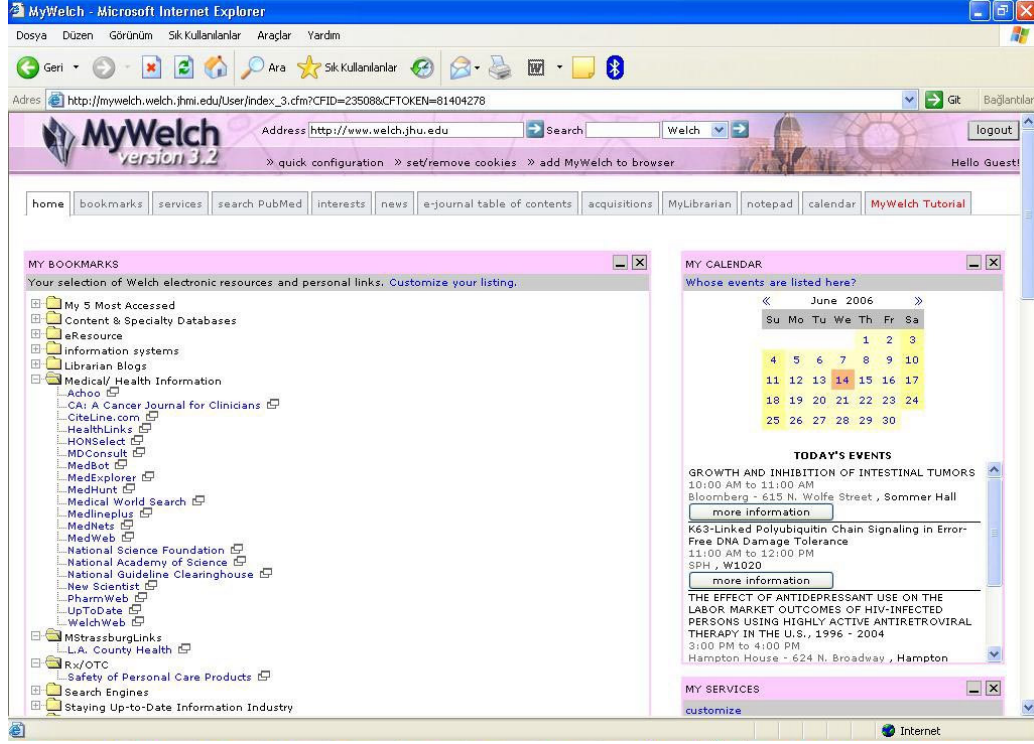 MyWelch - Microsoft Internet Explorer
Dosya Düzen Görünüm Sık Kullanılanlar Araçlar Yardım
Geri Ara Sık Kullanılanlar
Adres http://mywelch.welch.jhmi.edu/User/index_3.cfm?CFID=23508&CFTOKEN=81404278 Git Bağlantılar
MyWelch Address http://www.welch.jhu.edu Search Welch logout
version 3.2 » quick configuration » set/remove cookies » add MyWelch to browser Hello Guest!
home bookmarks services search PubMed interests news e-journal table of contents acquisitions MyLibrarian notepad calendar MyWelch Tutorial
MY BOOKMARKS
Your selection of Welch electronic resources and personal links. Customize your listing.
My 5 Most Accessed
Content & Specialty Databases
eResource
information systems
Librarian Blogs
Medical/ Health Information
Achoo
CA: A Cancer Journal for Clinicians
CiteLine.com
HealthLinks
HONSelect
MDConsult
MedBot
MedExplorer
MedHunt
Medical World Search
Medlineplus
MedNets
MedWeb
National Science Foundation
National Academy of Science
National Guideline Clearinghouse
New Scientist
PharmWeb
UpToDate
WelchWeb
MStrassburgLinks
L.A. County Health
Rx/OTC
Safety of Personal Care Products
Search Engines
Staying Up-to-Date Information Industry
MY CALENDAR
Whose events are listed here?
« June 2006 »
Su Mo Tu We Th Fr Sa
1 2 3
4 5 6 7 8 9 10
11 12 13 14 15 16 17
18 19 20 21 22 23 24
25 26 27 28 29 30
TODAY'S EVENTS
GROWTH AND INHIBITION OF INTESTINAL TUMORS
10:00 AM to 11:00 AM
Bloomberg - 615 N. Wolfe Street , Sommer Hall
more information
K63-Linked Polyubiquitin Chain Signaling in Error-
Free DNA Damage Tolerance
11:00 AM to 12:00 PM
SPH , W1020
more information
THE EFFECT OF ANTIDEPRESSANT USE ON THE
LABOR MARKET OUTCOMES OF HIV-INFECTED
PERSONS USING HIGHLY ACTIVE ANTIRETROVIRAL
THERAPY IN THE U.S., 1996 - 2004
3:00 PM to 4:00 PM
Hampton House - 624 N. Broadway , Hampton
MY SERVICES
customize
Internet